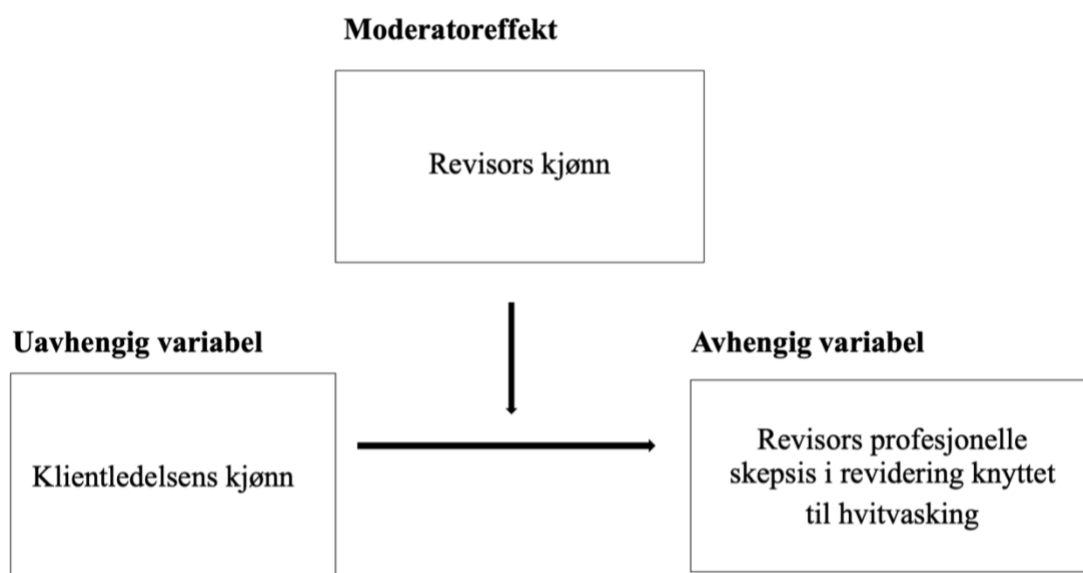 Moderatoreffekt
Revisors kjønn
Uavhengig variabel
Klientledelsens kjønn
Avhengig variabel
Revisors profesjonelle
skepsis i revidering knyttet
til hvitvasking